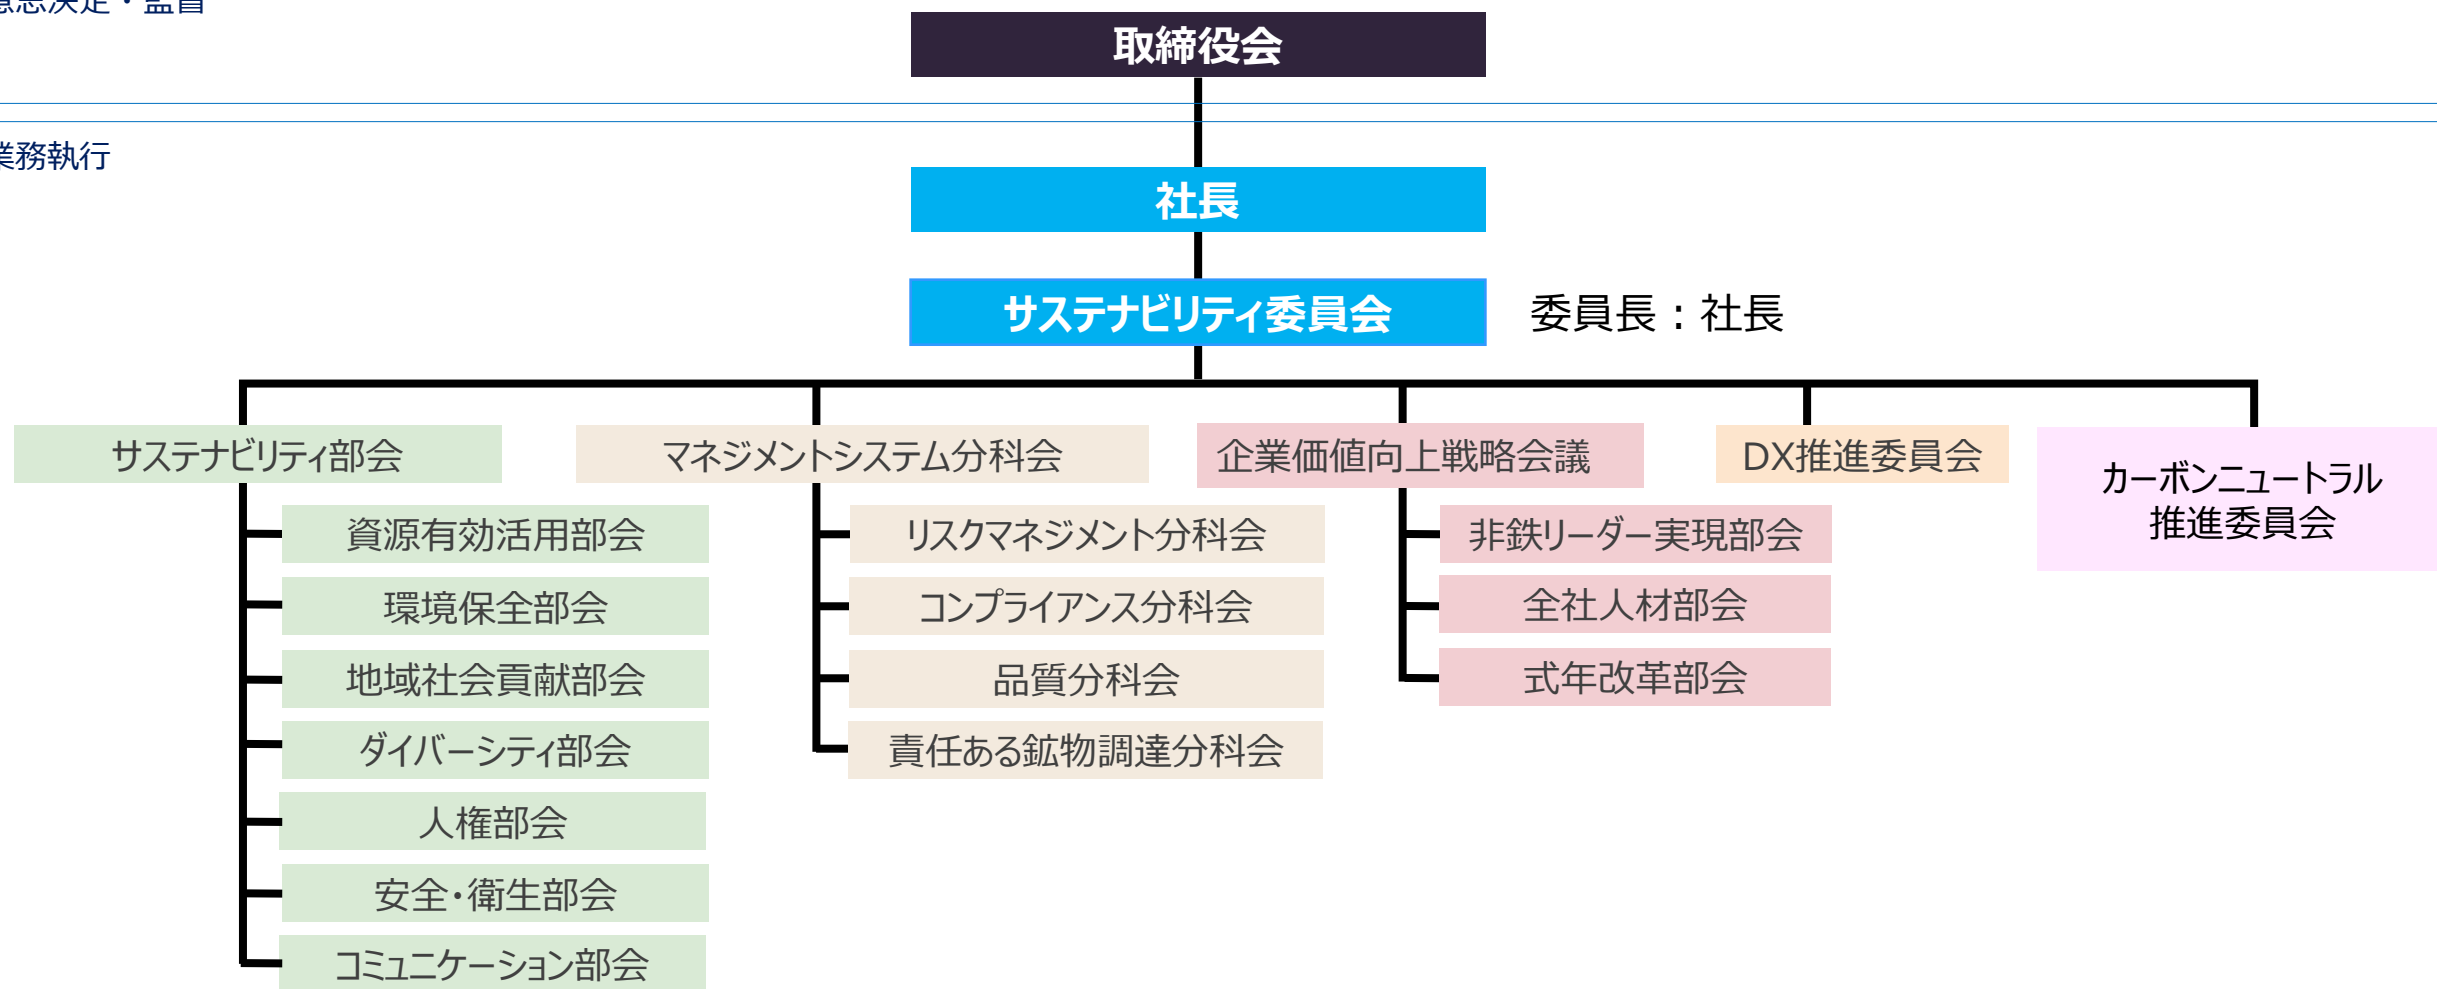 意思決定・監督
取締役会
業務執行
社長
サステナビリティ委員会
委員長：社長
サステナビリティ部会
資源有効活用部会
環境保全部会
地域社会貢献部会
ダイバーシティ部会
人権部会
安全・衛生部会
コミュニケーション部会
マネジメントシステム分科会
リスクマネジメント分科会
コンプライアンス分科会
品質分科会
責任ある鉱物調達分科会
企業価値向上戦略会議
非鉄リーダー実現部会
全社人材部会
式年改革部会
DX推進委員会
カーボンニュートラル
推進委員会